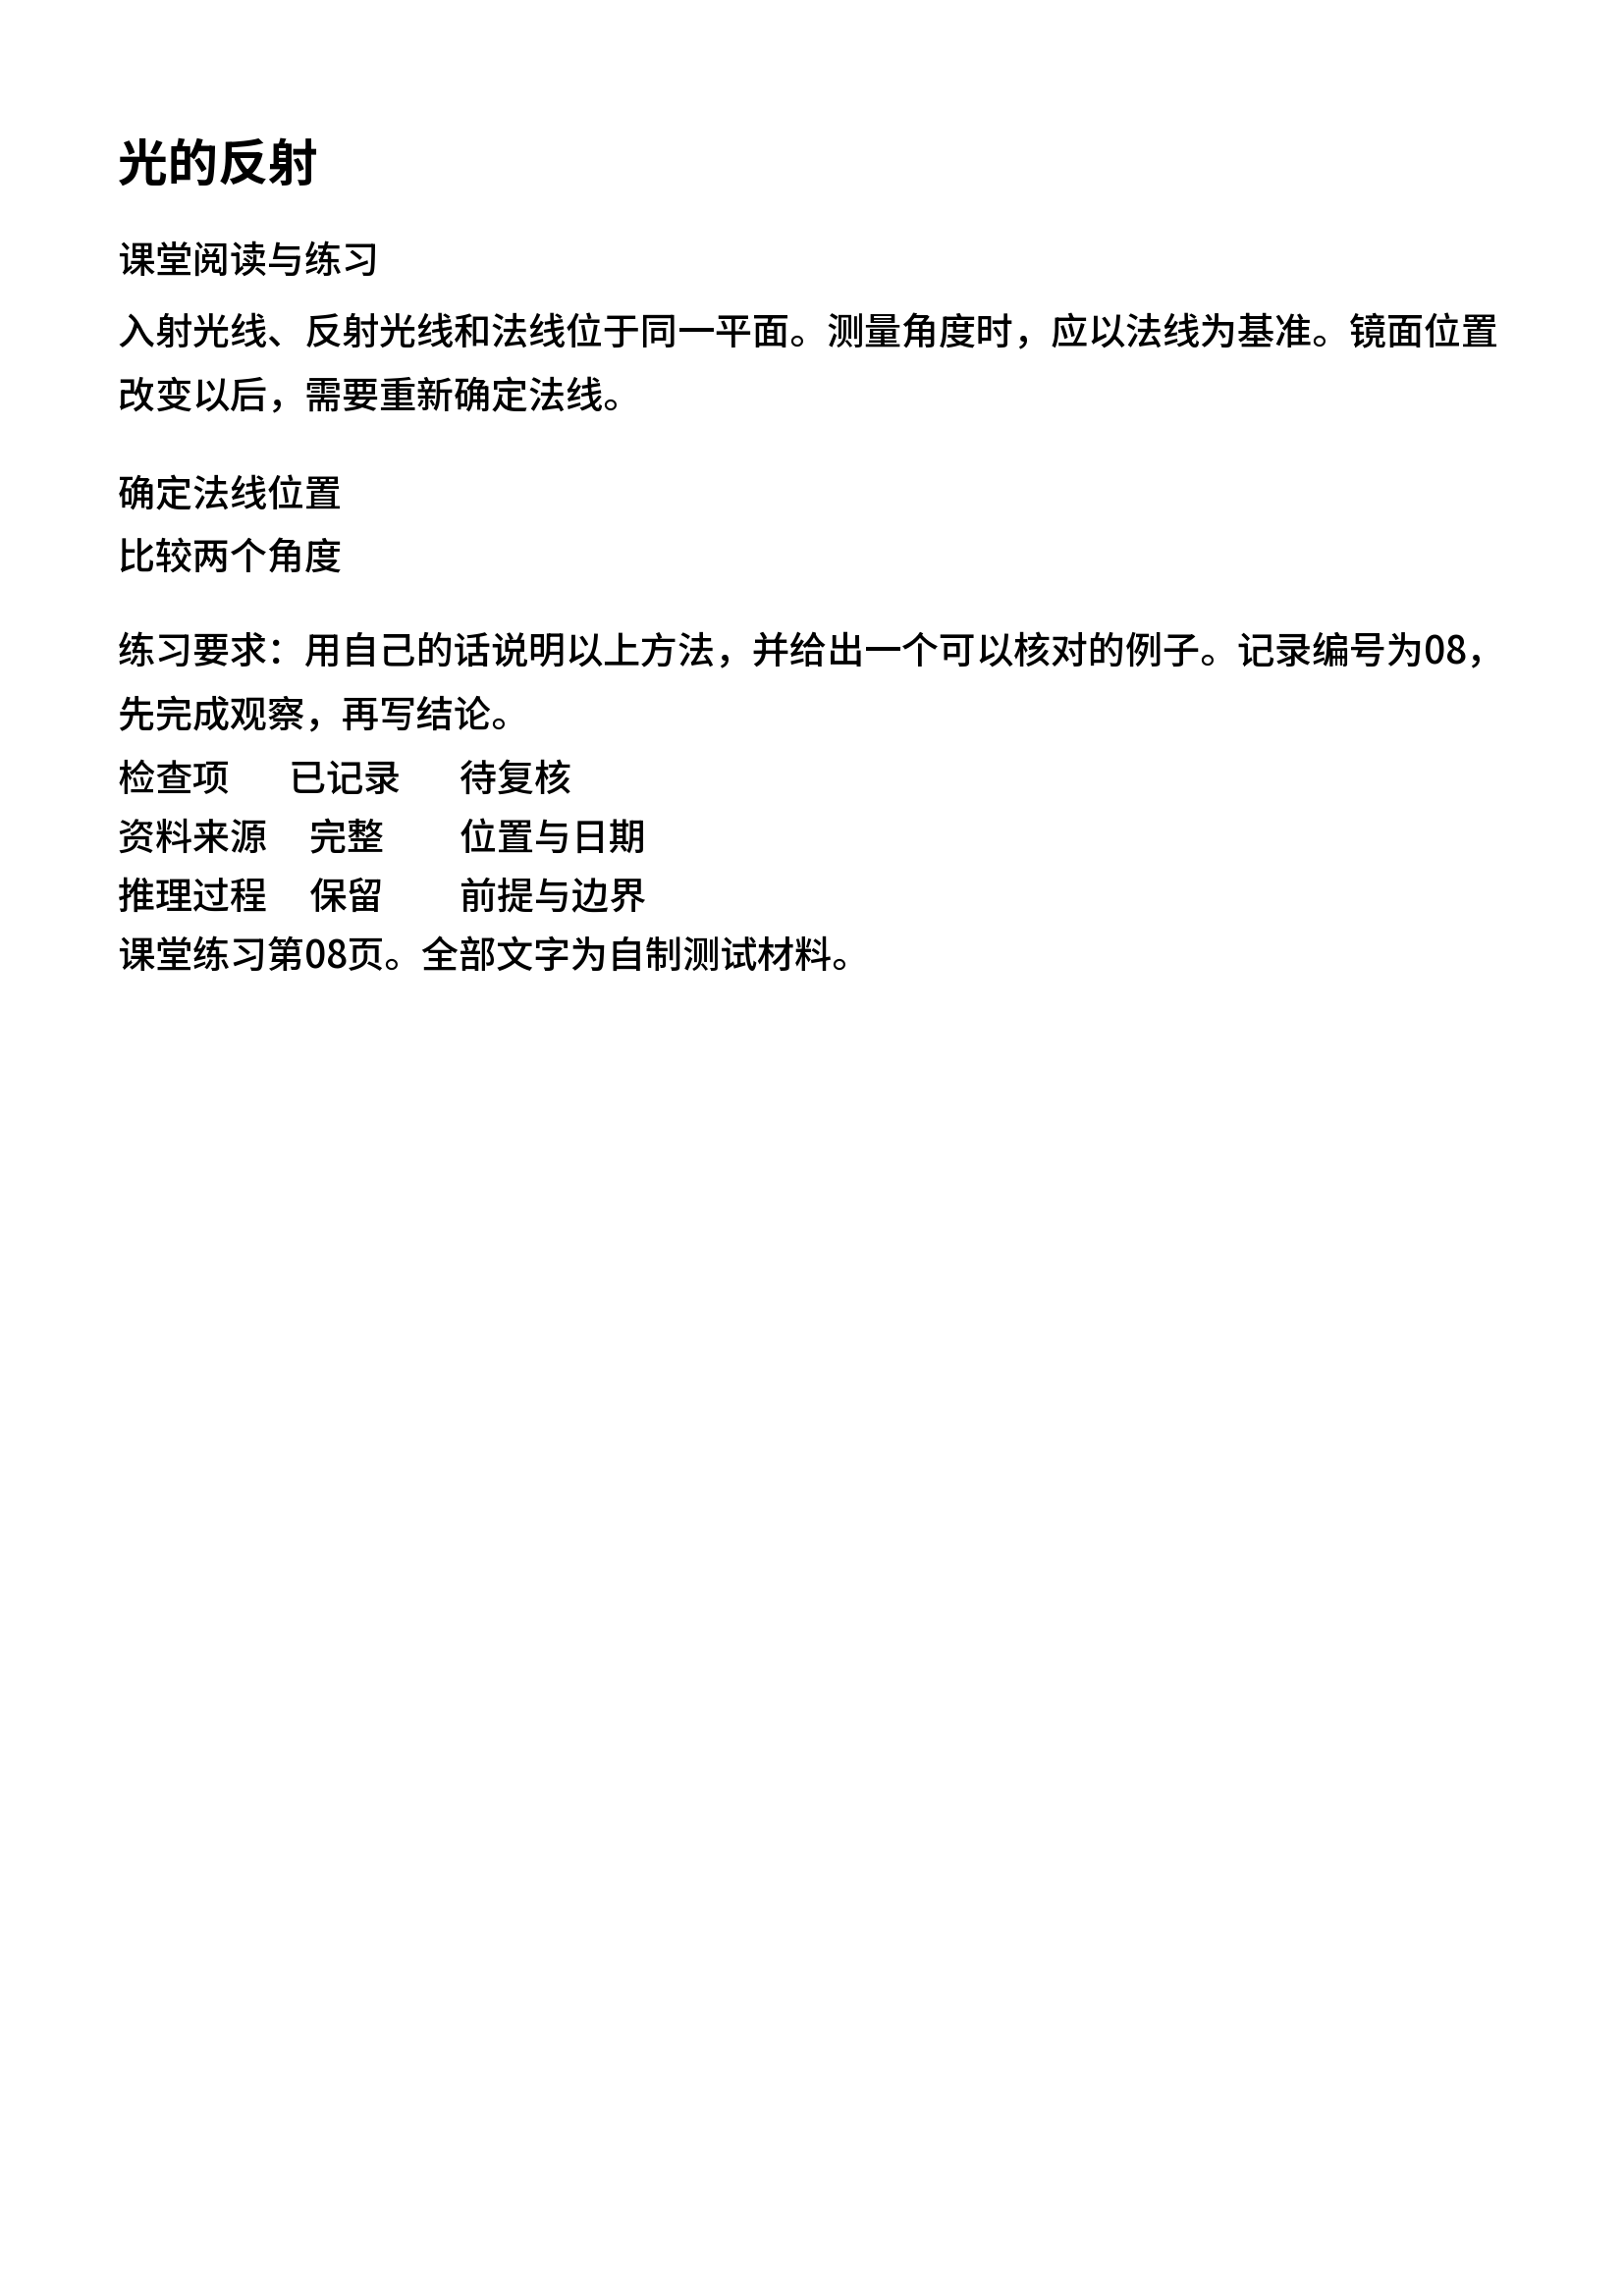 光的反射
课堂阅读与练习
入射光线、反射光线和法线位于同一平面。测量角度时，应以法线为基准。镜面位置
改变以后，需要重新确定法线。
确定法线位置
比较两个角度
练习要求：用自己的话说明以上方法，并给出一个可以核对的例子。记录编号为08，
先完成观察，再写结论。
检查项 已记录 待复核
资料来源 完整 位置与日期
推理过程 保留 前提与边界
课堂练习第08页。全部文字为自制测试材料。